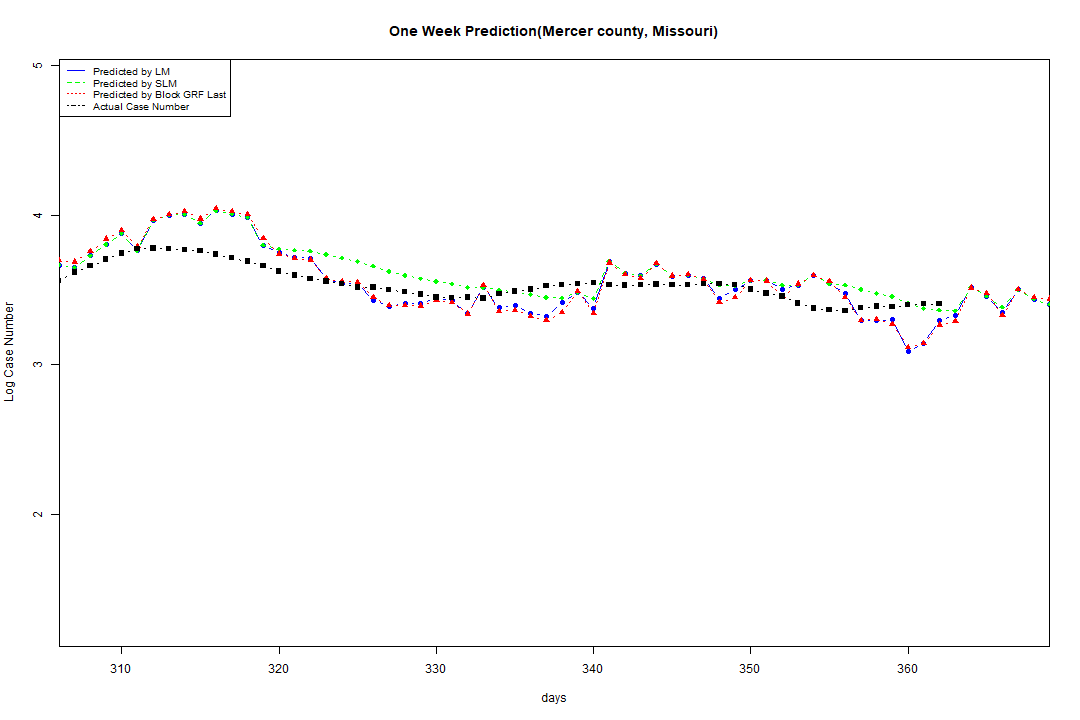 One Week Prediction(Mercer county, Missouri)
Predicted by LM
Predicted by SLM
Predicted by Block GRF Last
Actual Case Number
5
4
3
2
Log Case Number
310 320 330 340 350 360
days